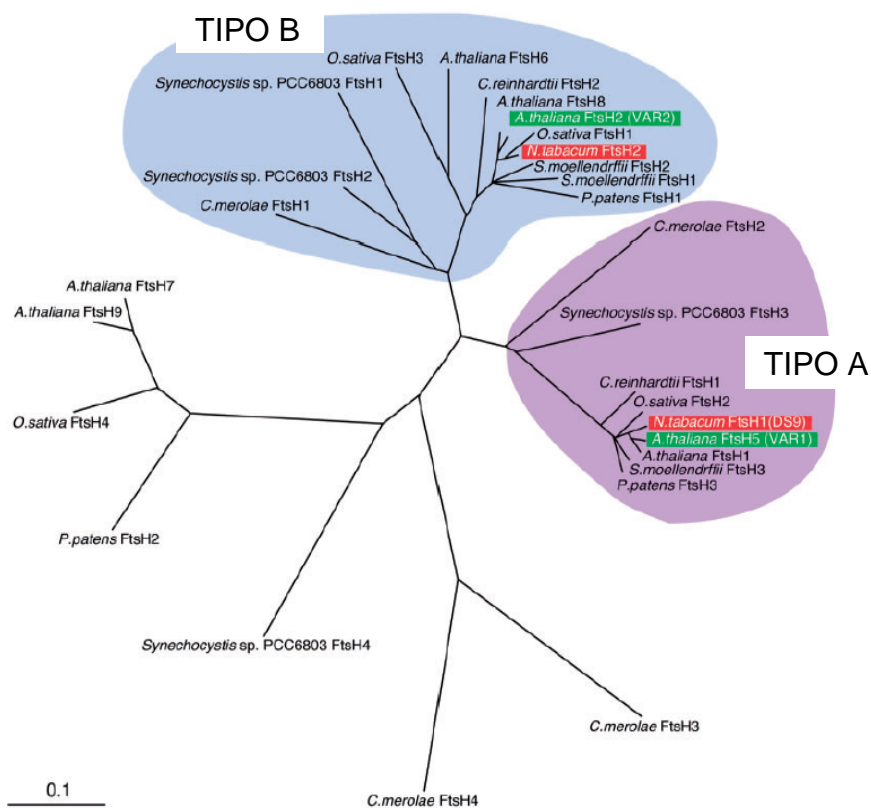 TIPO B
O.sativa FtsH3
A.thaliana FtsH6
Synechocystis sp. PCC6803 FtsH1
C.reinhardtii FtsH2
A.thaliana FtsH8
A.thaliana FtsH2 (VAR2)
O.sativa FtsH1
N.tabacum FtsH2
Synechocystis sp. PCC6803 FtsH2
S.moellendrffii FtsH2
S.moellendrffii FtsH1
P.patens FtsH1
C.merolae FtsH1
C.merolae FtsH2
A.thaliana FtsH7
A.thaliana FtsH9
Synechocystis sp. PCC6803 FtsH3
TIPO A
C.reinhardtii FtsH1
O.sativa FtsH2
O.sativa FtsH4
N.tabacum FtsH1(DS9)
A.thaliana FtsH5 (VAR1)
A.thaliana FtsH1
S.moellendrffii FtsH3
P.patens FtsH3
P.patens FtsH2
Synechocystis sp. PCC6803 FtsH4
C.merolae FtsH3
0.1
C.merolae FtsH4